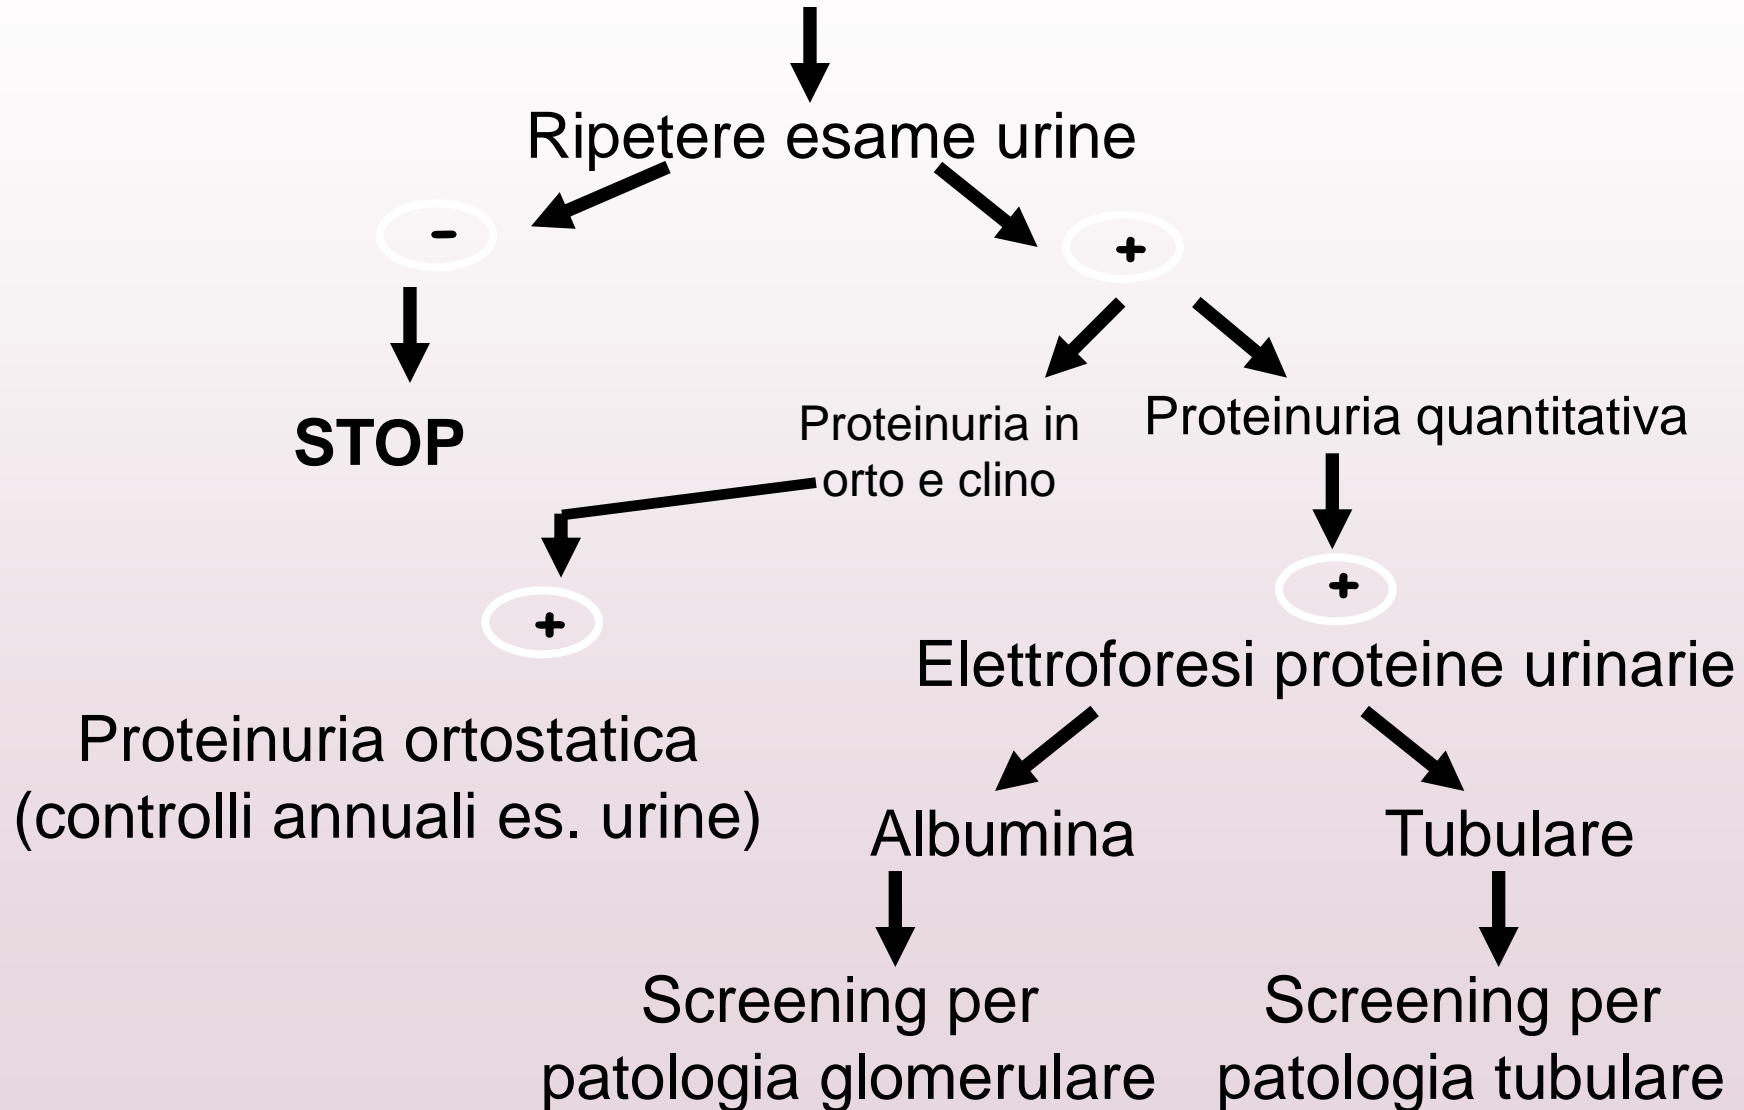 Ripetere esame urine
-
+
STOP
Proteinuria in
orto e clino
Proteinuria quantitativa
+
+
Elettroforesi proteine urinarie
Proteinuria ortostatica
(controlli annuali es. urine)
Albumina
Tubulare
Screening per
patologia glomerulare
Screening per
patologia tubulare